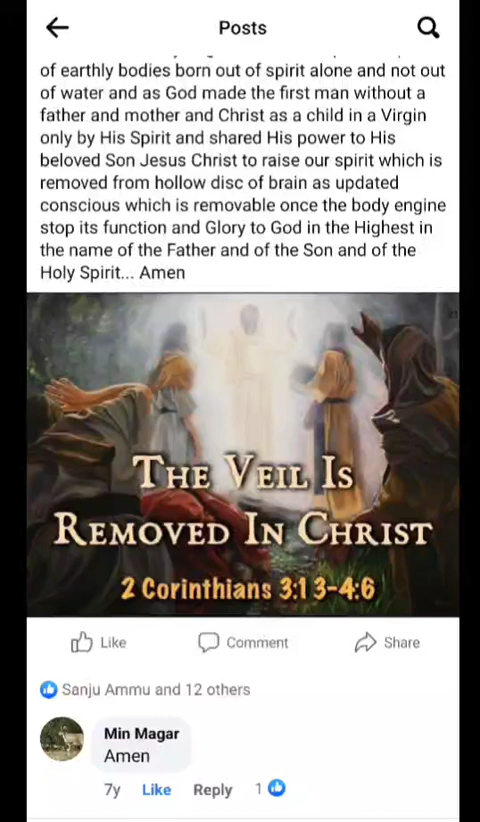 Posts
of earthly bodies born out of spirit alone and not out
of water and as God made the first man without a
father and mother and Christ as a child in a Virgin
only by His Spirit and shared His power to His
beloved Son Jesus Christ to raise our spirit which is
removed from hollow disc of brain as updated
conscious which is removable once the body engine
stop its function and Glory to God in the Highest in
the name of the Father and of the Son and of the
Holy Spirit... Amen
THE VEIL IS
REMOVED IN CHRIST
2 Corinthians 3:13-4:6
Like Comment Share
Sanju Ammu and 12 others
Min Magar
Amen
7y Like Reply 1